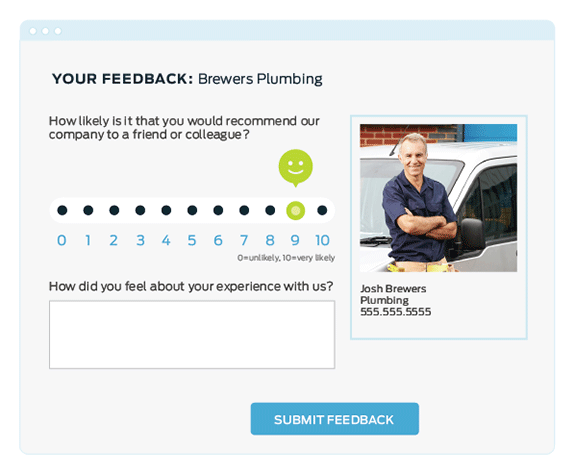 YOUR FEEDBACK: Brewers Plumbing
How likely is it that you would recommend our
company to a friend or colleague?
0 1 2 3 4 5 6 7 8 9 10
0=unlikely, 10=very likely
How did you feel about your experience with us?
Josh Brewers
Plumbing
555.555.5555
SUBMIT FEEDBACK